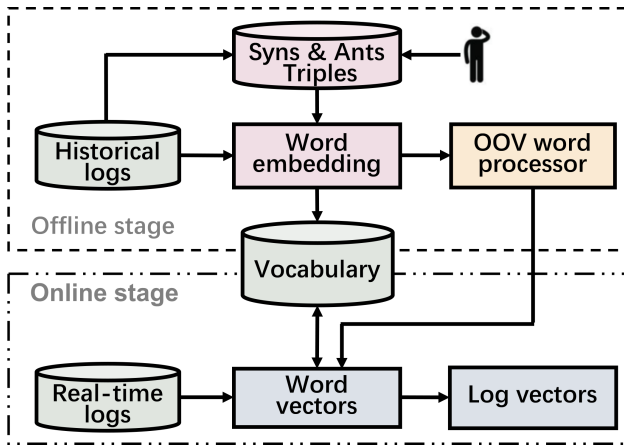 Syns & Ants
Triples
Historical
logs
Word
embedding
OOV word
processor
Offline stage
Vocabulary
Online stage
Real-time
logs
Word
vectors
Log vectors